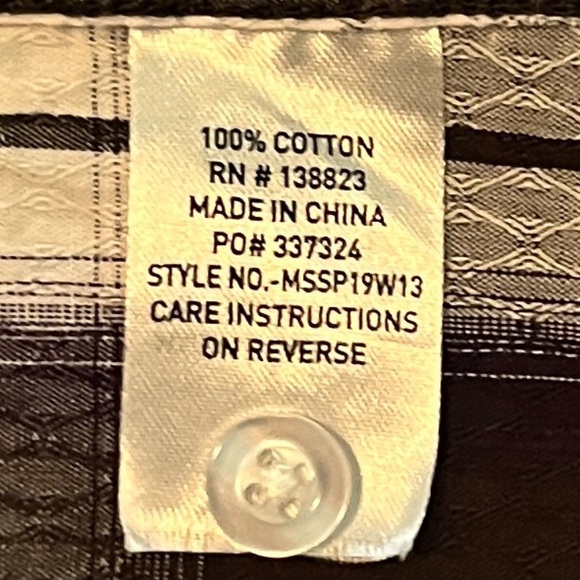 100% COTTON
RN # 138823
MADE IN CHINA
PO# 337324
STYLE NO.-MSSP19W13
CARE INSTRUCTIONS
ON REVERSE